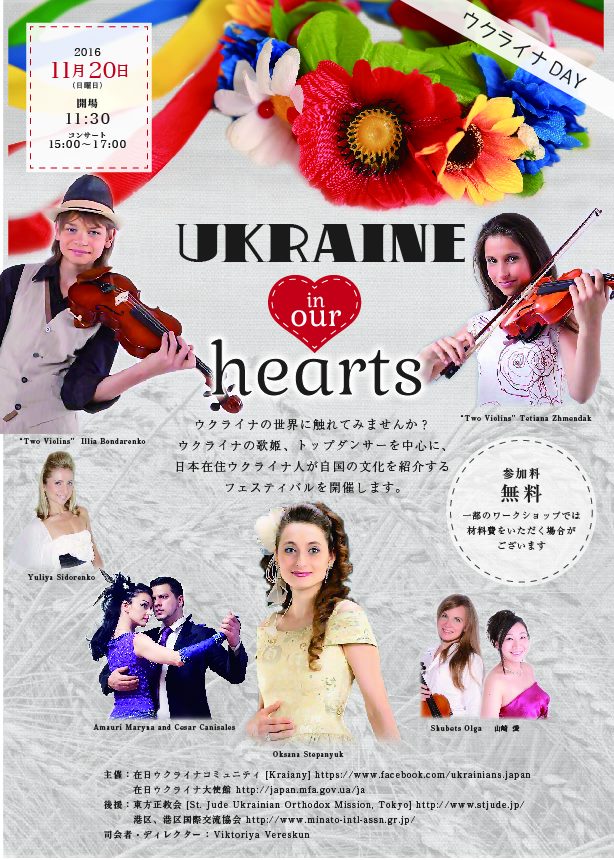 2016
11月20日
(日曜日)
開場
11:30
コンサート
15:00～17:00
ウクライナDAY
UKRAINE
in
our
hearts
"Two Violins" Illia Bondarenko
"Two Violins" Tetiana Zhmendak
ウクライナの世界に触れてみませんか？
ウクライナの歌姫、トップダンサーを中心に、
日本在住ウクライナ人が自国の文化を紹介する
フェスティバルを開催します。
参加料
無料
一部のワークショップでは
材料費をいただく場合が
ございます
Yuliya Sidorenko
Amauri Maryna and Cesar Canisales
Oksana Stepanyuk
Shubets Olga 山崎 愛
主催：在日ウクライナコミュニティ [Kraiany] https://www.facebook.com/ukrainians.japan
在日ウクライナ大使館 http://japan.mfa.gov.ua/ja
後援：東方正教会 [St. Jude Ukrainian Orthodox Mission, Tokyo] http://www.stjude.jp/
港区、港区国際交流協会 http://www.minato-intl-assn.gr.jp/
司会者・ディレクター：Viktoriya Vereskun